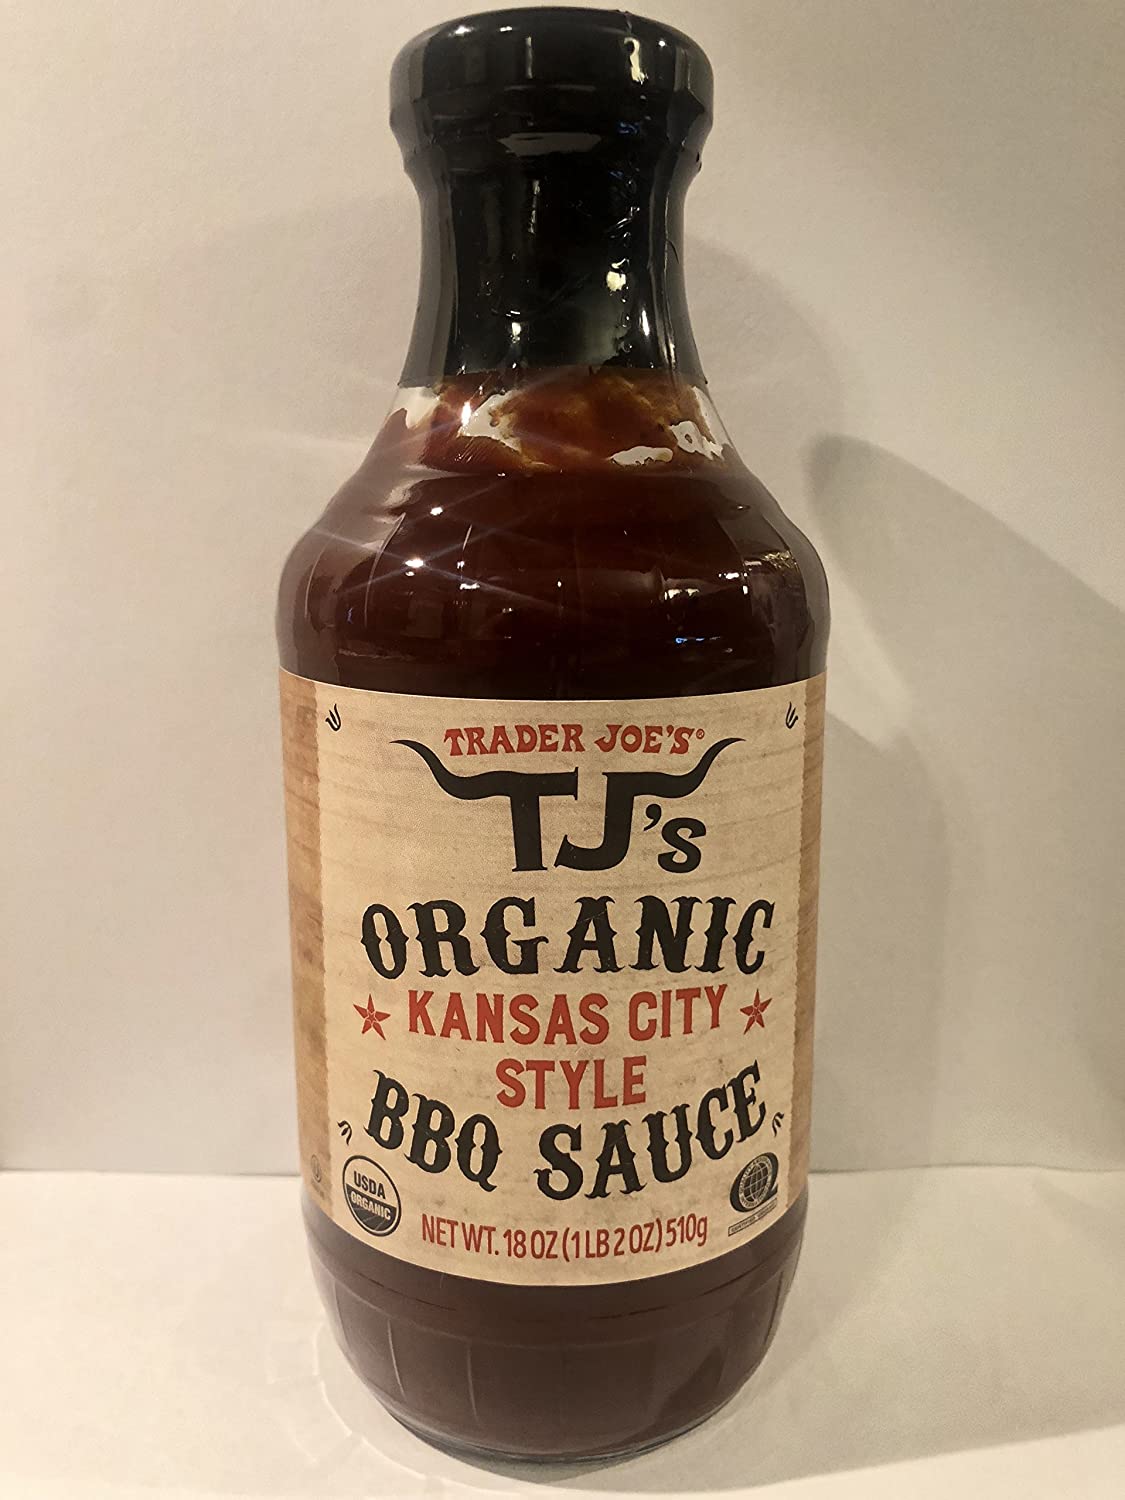 TRADER JOE'S®
TJ's
ORGANIC
KANSAS CITY
STYLE
BBQ SAUCE
USDA
ORGANIC
NET WT. 18 OZ (1 LB 2 OZ) 510g